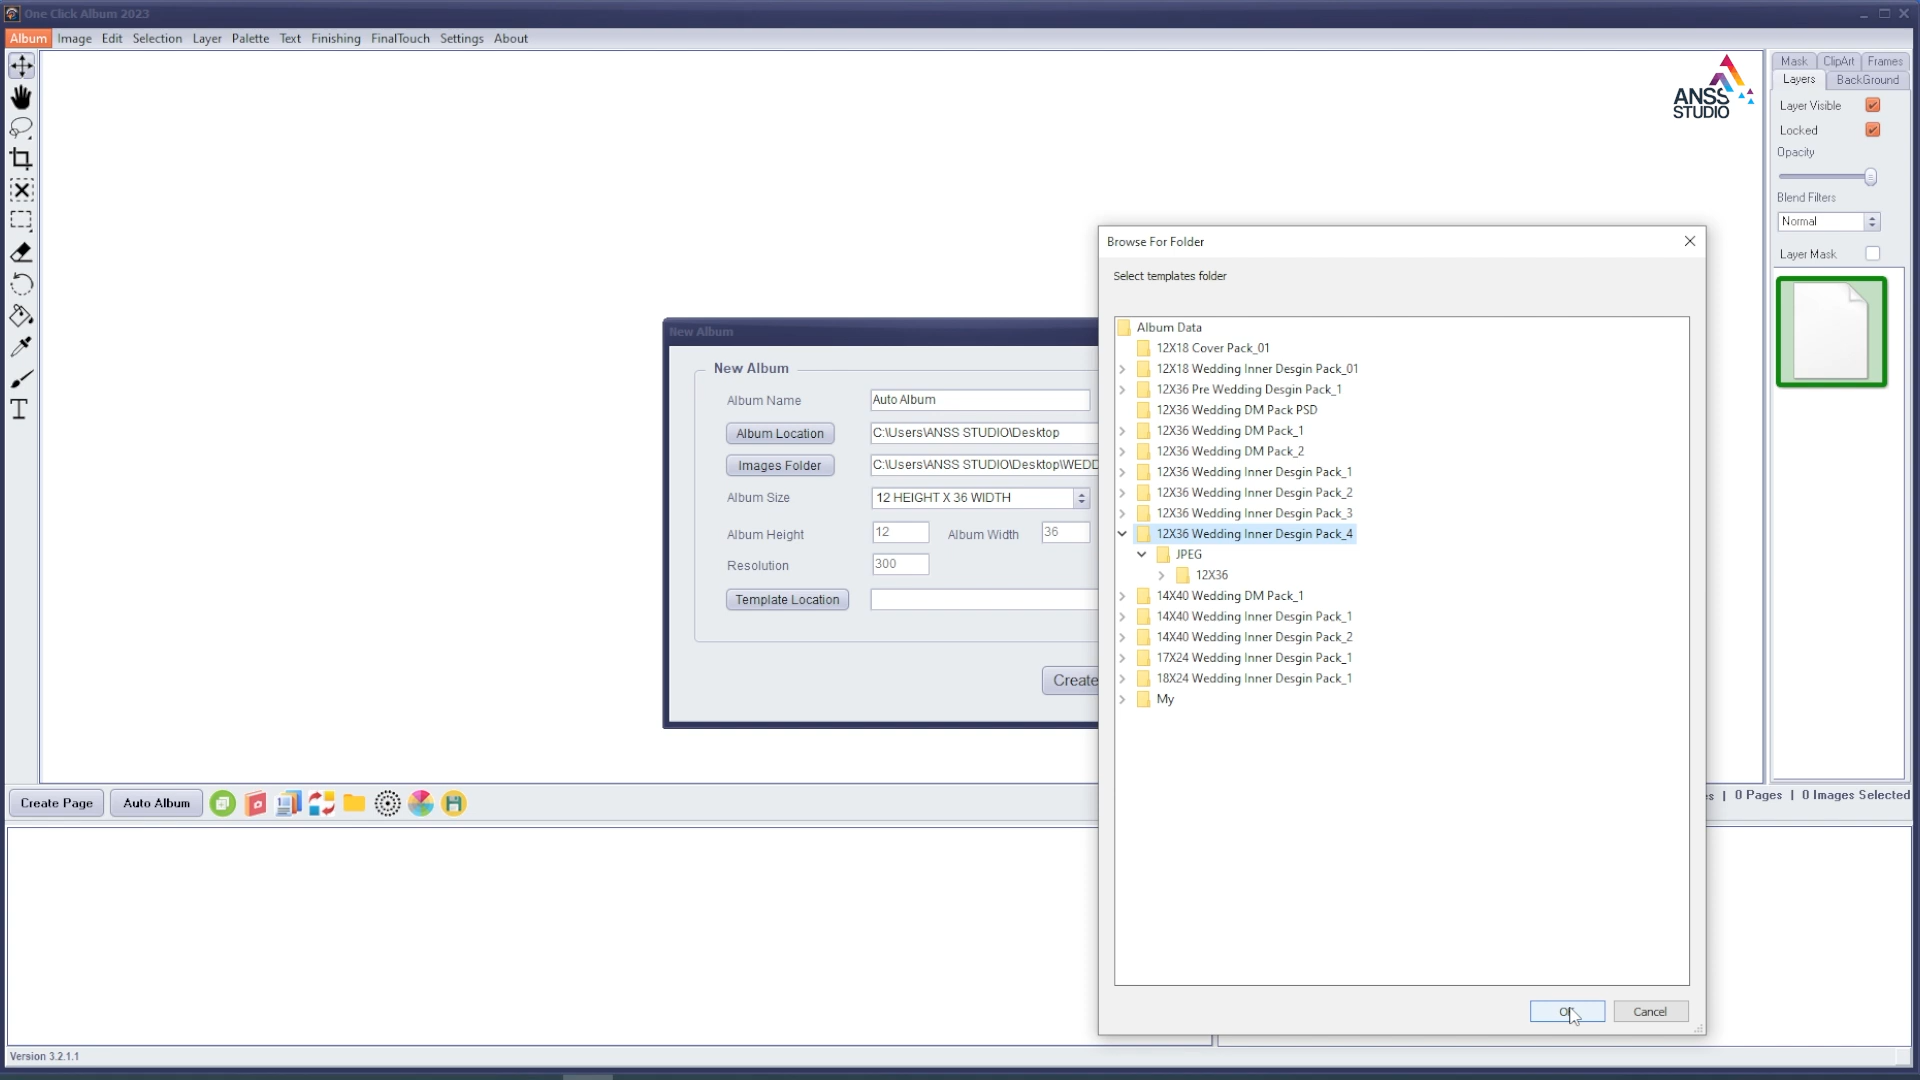 One Click Album 2023
Album Image Edit Selection Layer Palette Text Finishing FinalTouch Settings About
ANSS
STUDIO
Mask ClipArt Frames
Layers BackGround
Layer Visible
Locked
Opacity
Blend Filters
Normal
Layer Mask
New Album
New Album
Album Name Auto Album
Album Location C:\Users\ANSS STUDIO\Desktop
Images Folder C:\Users\ANSS STUDIO\Desktop\WEDD
Album Size 12 HEIGHT X 36 WIDTH
Album Height 12 Album Width 36
Resolution 300
Template Location
Create
Browse For Folder
Select templates folder
Album Data
12X18 Cover Pack_01
12X18 Wedding Inner Desgin Pack_01
12X36 Pre Wedding Desgin Pack_1
12X36 Wedding DM Pack PSD
12X36 Wedding DM Pack_1
12X36 Wedding DM Pack_2
12X36 Wedding Inner Desgin Pack_1
12X36 Wedding Inner Desgin Pack_2
12X36 Wedding Inner Desgin Pack_3
12X36 Wedding Inner Desgin Pack_4
JPEG
12X36
14X40 Wedding DM Pack_1
14X40 Wedding Inner Desgin Pack_1
14X40 Wedding Inner Desgin Pack_2
17X24 Wedding Inner Desgin Pack_1
18X24 Wedding Inner Desgin Pack_1
My
Cancel
Create Page Auto Album
| 0 Pages | 0 Images Selected
Version 3.2.1.1